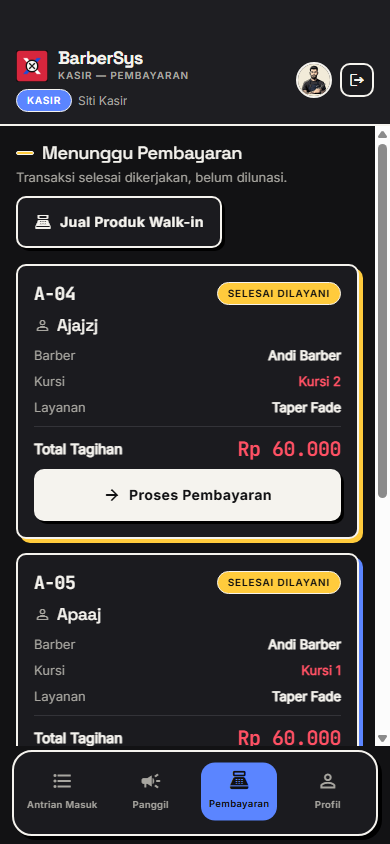 BarberSys
KASIR — PEMBAYARAN
KASIR Siti Kasir
Menunggu Pembayaran
Transaksi selesai dikerjakan, belum dilunasi.
Jual Produk Walk-in
A-04 SELESAI DILAYANI
Ajajzj
Barber Andi Barber
Kursi Kursi 2
Layanan Taper Fade
Total Tagihan Rp 60.000
Proses Pembayaran
A-05 SELESAI DILAYANI
Apaaj
Barber Andi Barber
Kursi Kursi 1
Layanan Taper Fade
Total Tagihan Rp 60.000
Antrian Masuk Panggil Pembayaran Profil